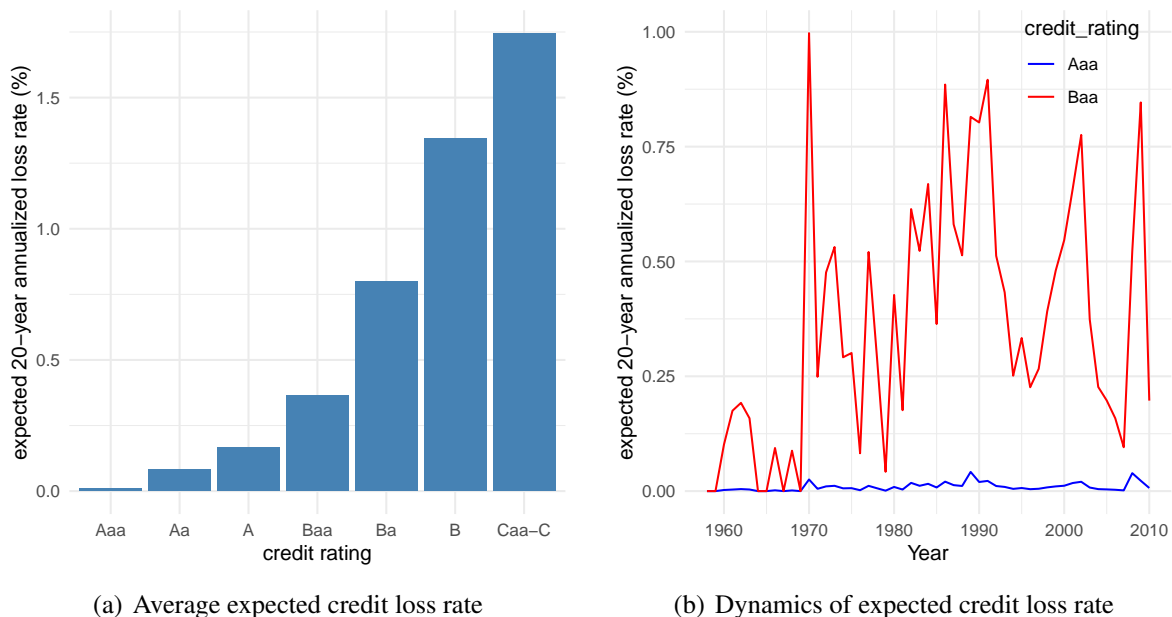 expected 20−year annualized loss rate (%)
1.5
1.0
0.5
0.0
Aaa Aa A Baa Ba B Caa−C
credit rating
(a) Average expected credit loss rate
expected 20−year annualized loss rate (%)
1.00
0.75
0.50
0.25
0.00
credit_rating
Aaa
Baa
1960 1970 1980 1990 2000 2010
Year
(b) Dynamics of expected credit loss rate